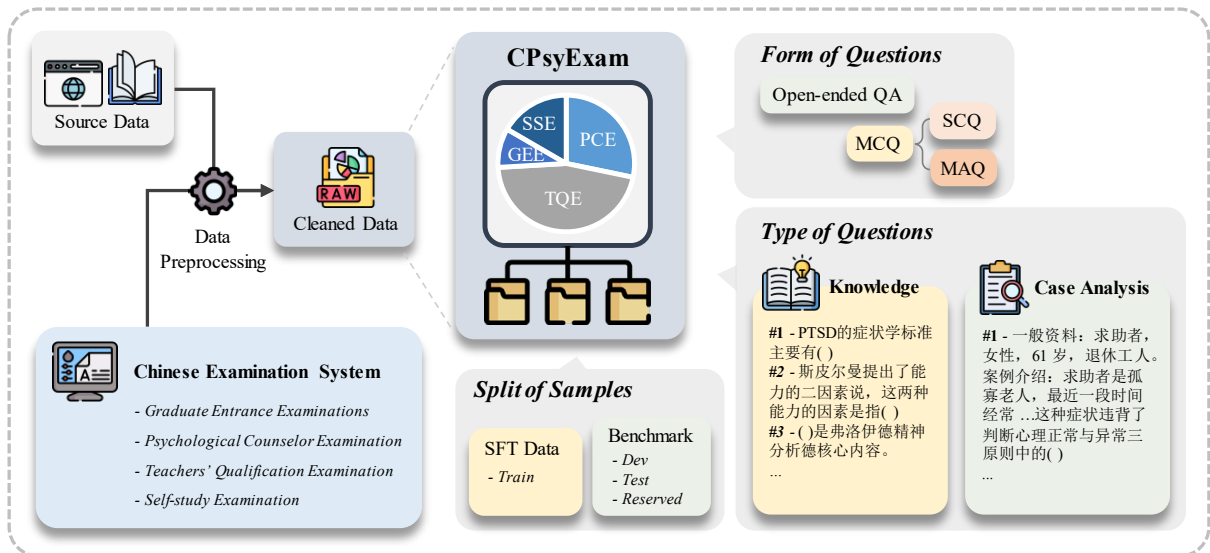 Source Data
Data
Preprocessing
RAW
Cleaned Data
Chinese Examination System
- Graduate Entrance Examinations
- Psychological Counselor Examination
- Teachers' Qualification Examination
- Self-study Examination
CPsyExam
SSE
PCE
GEE
TQE
Split of Samples
SFT Data
- Train
Benchmark
- Dev
- Test
- Reserved
Form of Questions
Open-ended QA
MCQ
SCQ
MAQ
Type of Questions
Knowledge
#1 - PTSD的症状学标准
主要有( )
#2 - 斯皮尔曼提出了能
力的二因素说，这两种
能力的因素是指( )
#3 - ( )是弗洛伊德精神
分析德核心内容。
...
Case Analysis
#1 - 一般资料：求助者，
女性，61 岁，退休工人。
案例介绍：求助者是孤
寡老人，最近一段时间
经常 ...这种症状违背了
判断心理正常与异常三
原则中的( )
...